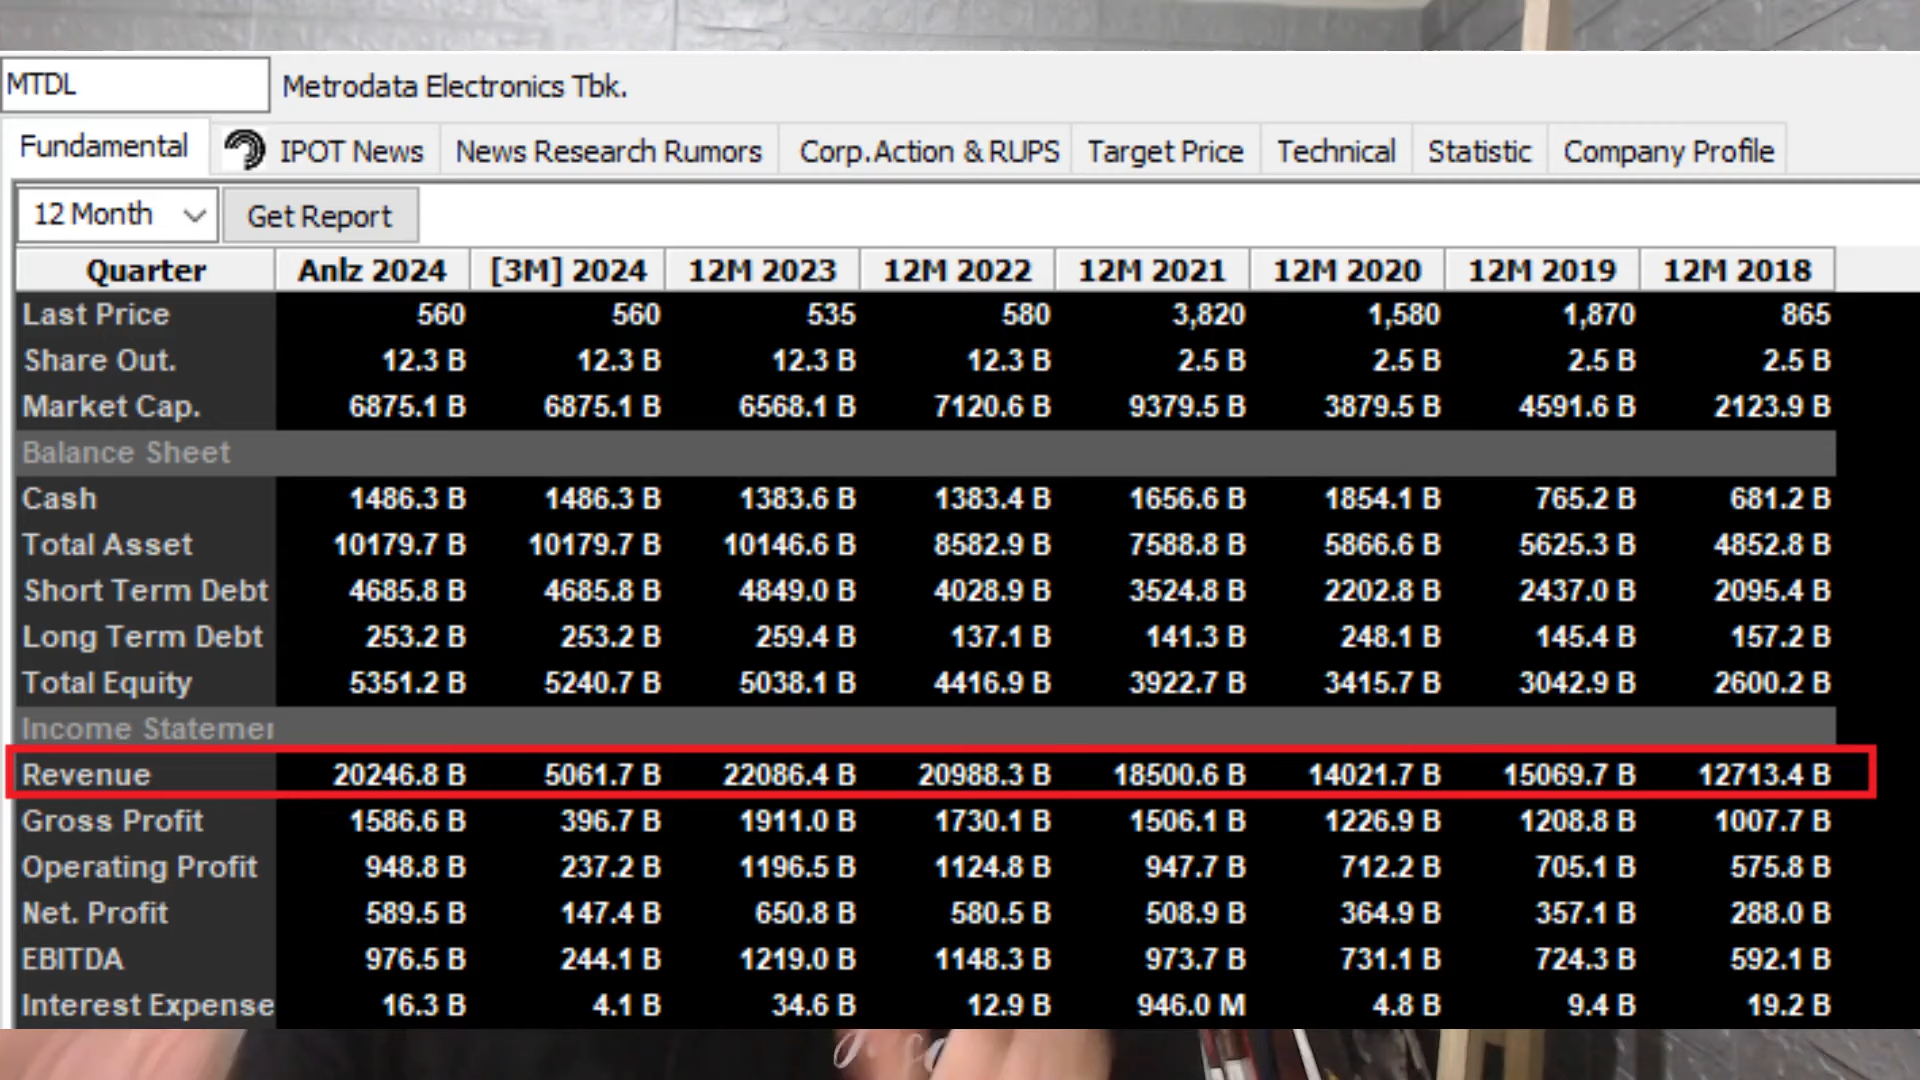 MTDL Metrodata Electronics Tbk.
Fundamental IPOT News News Research Rumors Corp.Action & RUPS Target Price Technical Statistic Company Profile
12 Month Get Report
Quarter Anlz 2024 [3M] 2024 12M 2023 12M 2022 12M 2021 12M 2020 12M 2019 12M 2018
Last Price 560 560 535 580 3,820 1,580 1,870 865
Share Out. 12.3 B 12.3 B 12.3 B 12.3 B 2.5 B 2.5 B 2.5 B 2.5 B
Market Cap. 6875.1 B 6875.1 B 6568.1 B 7120.6 B 9379.5 B 3879.5 B 4591.6 B 2123.9 B
Balance Sheet
Cash 1486.3 B 1486.3 B 1383.6 B 1383.4 B 1656.6 B 1854.1 B 765.2 B 681.2 B
Total Asset 10179.7 B 10179.7 B 10146.6 B 8582.9 B 7588.8 B 5866.6 B 5625.3 B 4852.8 B
Short Term Debt 4685.8 B 4685.8 B 4849.0 B 4028.9 B 3524.8 B 2202.8 B 2437.0 B 2095.4 B
Long Term Debt 253.2 B 253.2 B 259.4 B 137.1 B 141.3 B 248.1 B 145.4 B 157.2 B
Total Equity 5351.2 B 5240.7 B 5038.1 B 4416.9 B 3922.7 B 3415.7 B 3042.9 B 2600.2 B
Income Statemer
Revenue 20246.8 B 5061.7 B 22086.4 B 20988.3 B 18500.6 B 14021.7 B 15069.7 B 12713.4 B
Gross Profit 1586.6 B 396.7 B 1911.0 B 1730.1 B 1506.1 B 1226.9 B 1208.8 B 1007.7 B
Operating Profit 948.8 B 237.2 B 1196.5 B 1124.8 B 947.7 B 712.2 B 705.1 B 575.8 B
Net. Profit 589.5 B 147.4 B 650.8 B 580.5 B 508.9 B 364.9 B 357.1 B 288.0 B
EBITDA 976.5 B 244.1 B 1219.0 B 1148.3 B 973.7 B 731.1 B 724.3 B 592.1 B
Interest Expense 16.3 B 4.1 B 34.6 B 12.9 B 946.0 M 4.8 B 9.4 B 19.2 B